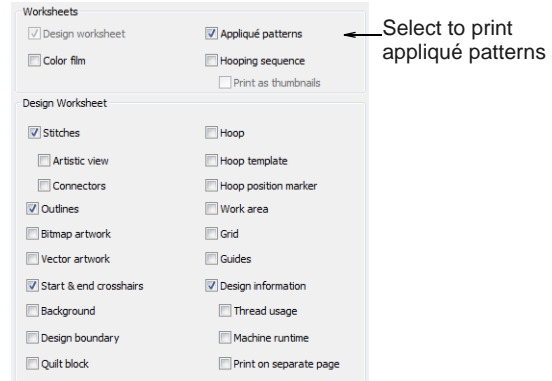 Worksheets
Design worksheet
Appliqué patterns
Select to print
appliqué patterns
Color film
Hooping sequence
Print as thumbnails
Design Worksheet
Stitches
Hoop
Artistic view
Hoop template
Connectors
Hoop position marker
Outlines
Work area
Bitmap artwork
Grid
Vector artwork
Guides
Start & end crosshairs
Design information
Background
Thread usage
Design boundary
Machine runtime
Quilt block
Print on separate page